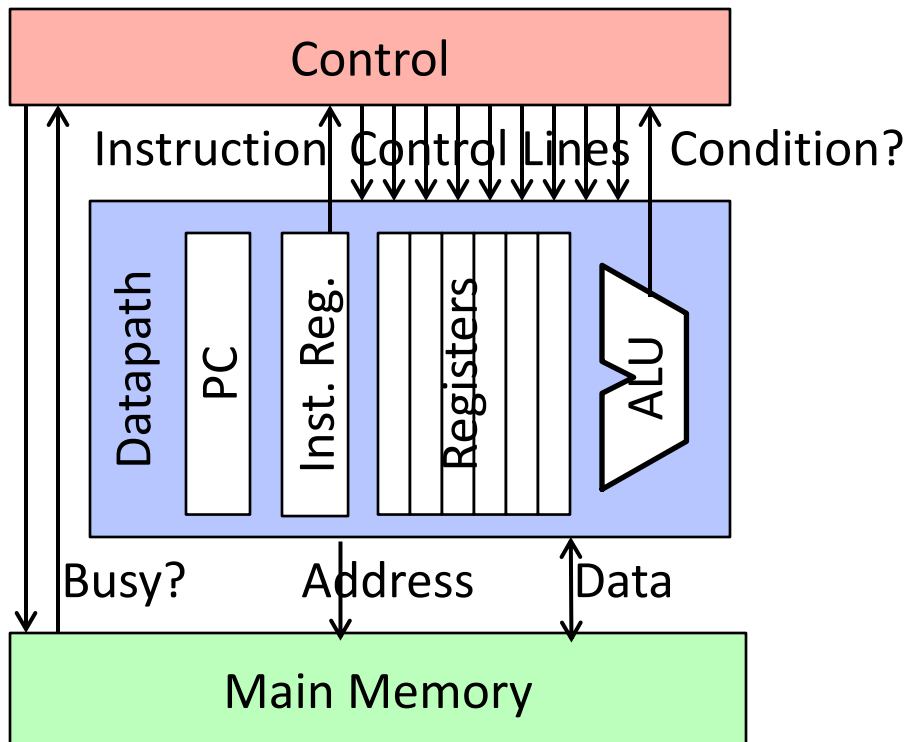 Control
Instruction Control Lines Condition?
Datapath
PC
Inst. Reg.
Registers
ALU
Busy? Address Data
Main Memory